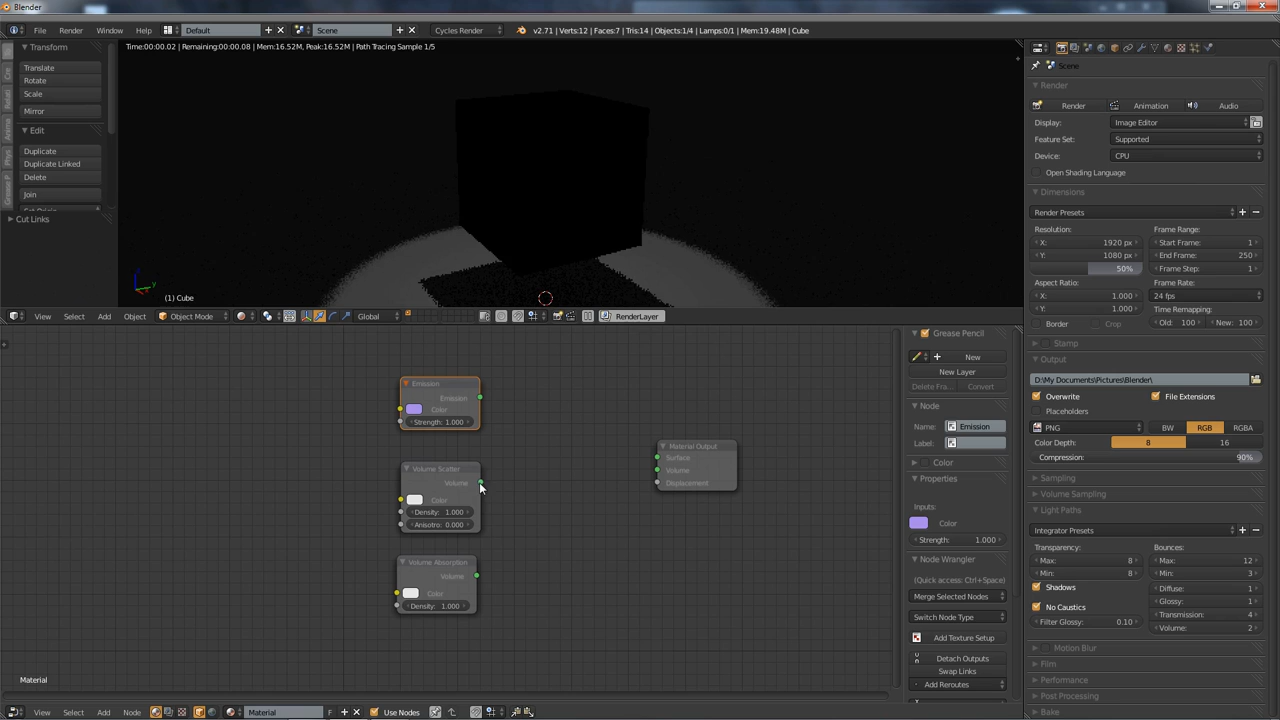 Blender
File Render Window Help Default Scene Cycles Render v2.71 | Verts:12 | Faces:7 | Tris:14 | Objects:1/4 | Lamps:0/1 | Mem:19.48M | Cube
Time:00:00.02 | Remaining:00:00.08 | Mem:16.52M, Peak:16.52M | Path Tracing Sample 1/5
Transform
Translate
Rotate
Scale
Mirror
Edit
Duplicate
Duplicate Linked
Delete
Join
Cut Links
(1) Cube
View Select Add Object Object Mode Global RenderLayer
Emission
Emission
Color
Strength: 1.000
Volume Scatter
Volume
Color
Density: 1.000
Anisotro: 0.000
Volume Absorption
Volume
Color
Density: 1.000
Material Output
Surface
Volume
Displacement
Material
View Select Add Node Material F Use Nodes
Grease Pencil
New
New Layer
Delete Fra... Convert
Node
Name: Emission
Label:
Color
Properties
Inputs:
Color
Strength: 1.000
Node Wrangler
(Quick access: Ctrl+Space)
Merge Selected Nodes
Switch Node Type
Add Texture Setup
Detach Outputs
Swap Links
Add Reroutes
Scene
Render
Render Animation Audio
Display: Image Editor
Feature Set: Supported
Device: CPU
Open Shading Language
Dimensions
Render Presets
Resolution: Frame Range:
X: 1920 px Start Frame: 1
Y: 1080 px End Frame: 250
50% Frame Step: 1
Aspect Ratio: Frame Rate:
X: 1.000 24 fps
Y: 1.000 Time Remapping:
Border Crop Old: 100 New: 100
Stamp
Output
D:\My Documents\Pictures\Blender\
Overwrite File Extensions
Placeholders
PNG BW RGB RGBA
Color Depth: 8 16
Compression: 90%
Sampling
Volume Sampling
Light Paths
Integrator Presets
Transparency: Bounces:
Max: 8 Max: 12
Min: 8 Min: 3
Shadows Diffuse: 1
Glossy: 1
No Caustics Transmission: 4
Filter Glossy: 0.10 Volume: 2
Motion Blur
Film
Performance
Post Processing
Bake